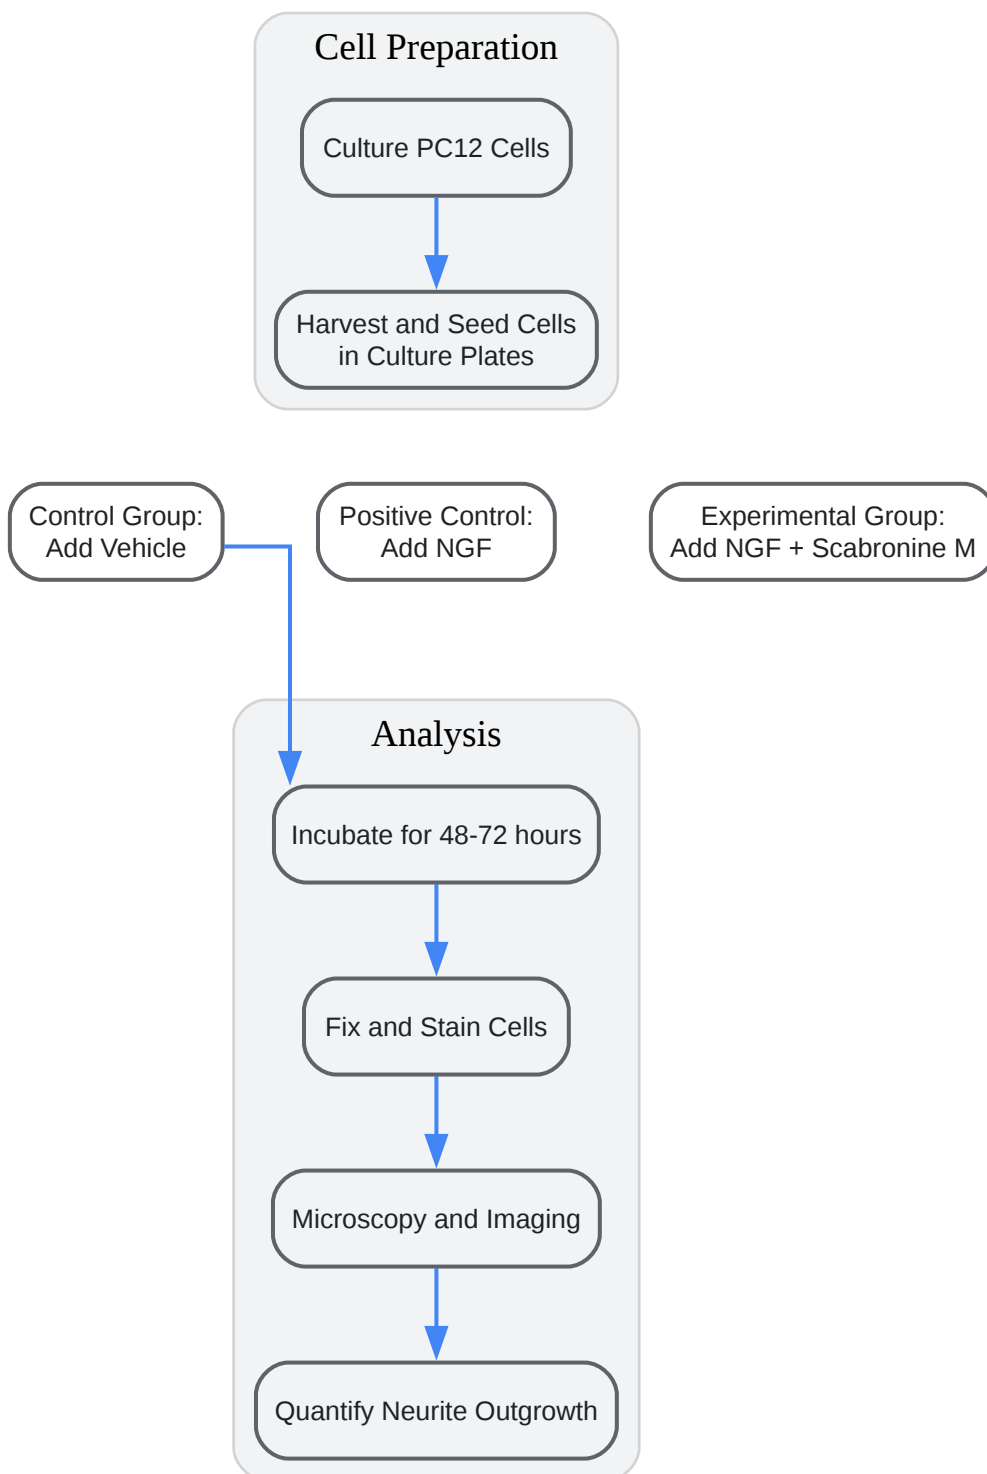 Cell Preparation
Culture PC12 Cells
Harvest and Seed Cells
in Culture Plates
Control Group:
Add Vehicle
Positive Control:
Add NGF
Experimental Group:
Add NGF + Scabronine M
Analysis
Incubate for 48-72 hours
Fix and Stain Cells
Microscopy and Imaging
Quantify Neurite Outgrowth